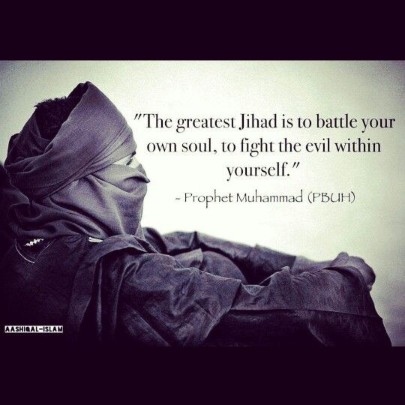 "The greatest Jihad is to battle your
own soul, to fight the evil within
yourself."
- Prophet Muhammad (PBUH)
AASHIQAL-ISLAM